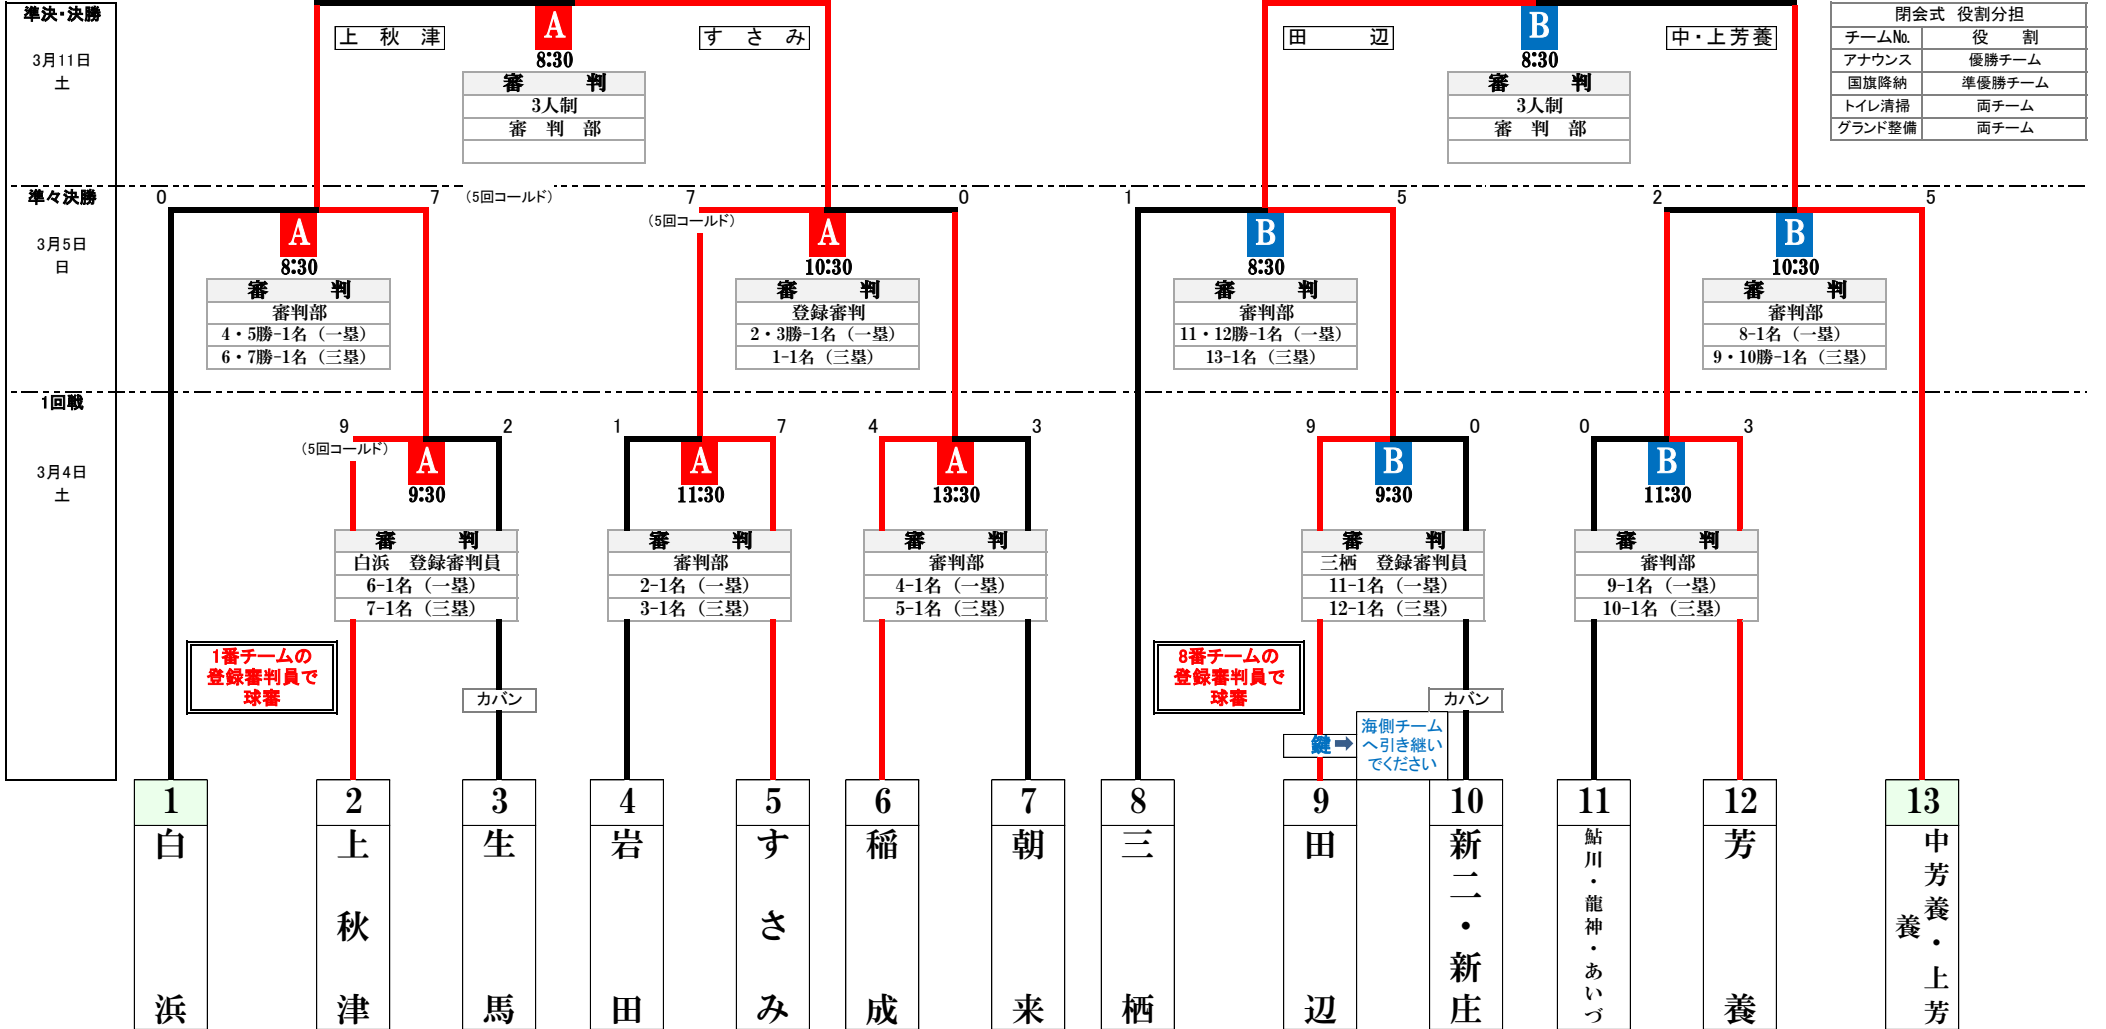 準決・決勝
3月11日
土
上 秋 津
A
8:30
す さ み
審 判
3人制
審 判 部
田 辺
B
8:30
中・上芳養
審 判
3人制
審 判 部
閉会式 役割分担
チームNo. 役 割
アナウンス 優勝チーム
国旗降納 準優勝チーム
トイレ清掃 両チーム
グランド整備 両チーム
準々決勝
3月5日
日
0 7 (5回コールド) 7 0 1 5 2 5
(5回コールド)
A
8:30
審 判
審判部
4・5勝-1名（一塁）
6・7勝-1名（三塁）
A
10:30
審 判
登録審判
2・3勝-1名（一塁）
1-1名（三塁）
B
8:30
審 判
審判部
11・12勝-1名（一塁）
13-1名（三塁）
B
10:30
審 判
審判部
8-1名（一塁）
9・10勝-1名（三塁）
1回戦
3月4日
土
9 2 1 7 4 3 9 0 0 3
(5回コールド)
A
9:30
審 判
白浜 登録審判員
6-1名（一塁）
7-1名（三塁）
A
11:30
審 判
審判部
2-1名（一塁）
3-1名（三塁）
A
13:30
審 判
審判部
4-1名（一塁）
5-1名（三塁）
B
9:30
審 判
三栖 登録審判員
11-1名（一塁）
12-1名（三塁）
B
11:30
審 判
審判部
9-1名（一塁）
10-1名（三塁）
1番チームの
登録審判員で
球審
カバン
8番チームの
登録審判員で
球審
カバン
鍵➡
海側チーム
へ引き継い
でください
1
白浜
2
上秋津
3
生馬
4
岩田
5
すさみ
6
稲成
7
朝来
8
三栖
9
田辺
10
新二・新庄
11
鮎川・龍神・あいづ
12
芳養
13
中芳養・上芳
養